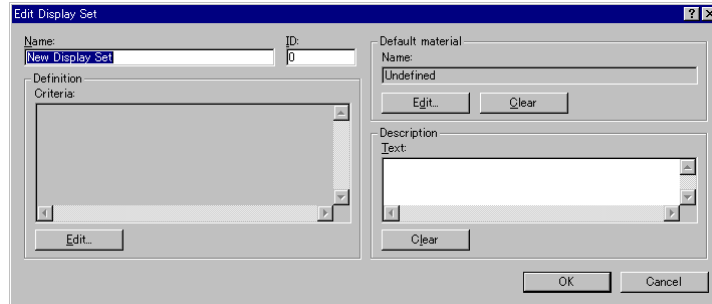 Edit Display Set
Name:
New Display Set
ID:
0
Definition
Criteria:
Edit...
Default material
Name:
Undefined
Edit...
Clear
Description
Text:
Clear
OK
Cancel